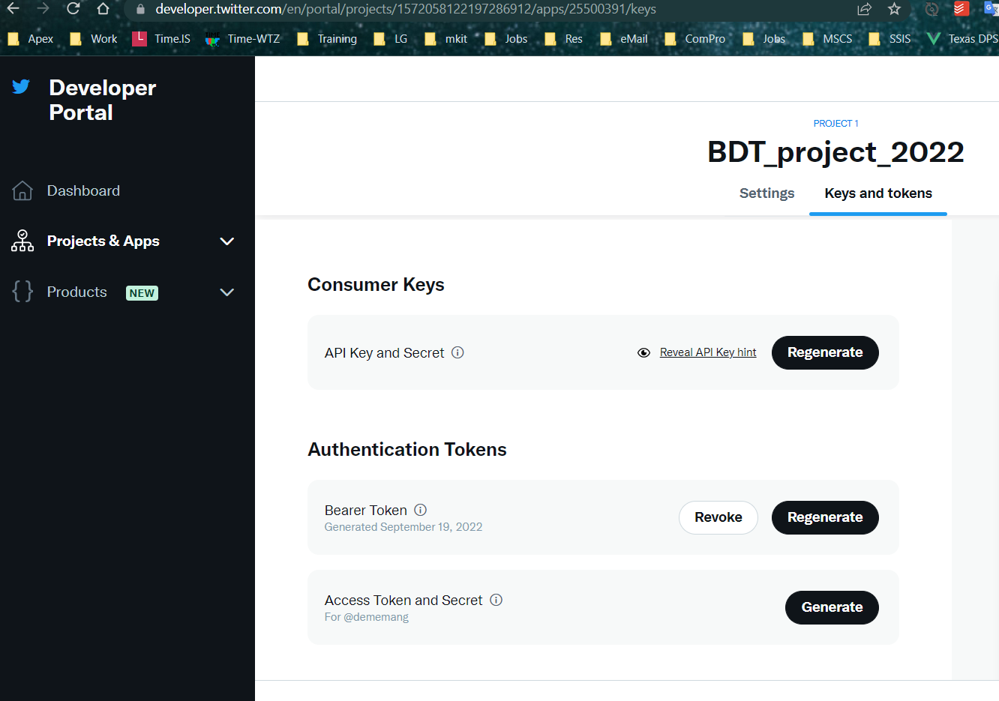 developer.twitter.com/en/portal/projects/1572058122197286912/apps/25500391/keys
Apex Work Time.IS Time-WTZ Training LG mkit Jobs Res eMail ComPro Jobs MSCS SSIS Texas DPS
Developer
Portal
Dashboard
Projects & Apps
Products NEW
PROJECT 1
BDT_project_2022
Settings Keys and tokens
Consumer Keys
API Key and Secret Reveal API Key hint Regenerate
Authentication Tokens
Bearer Token Revoke Regenerate
Generated September 19, 2022
Access Token and Secret Generate
For @dememang